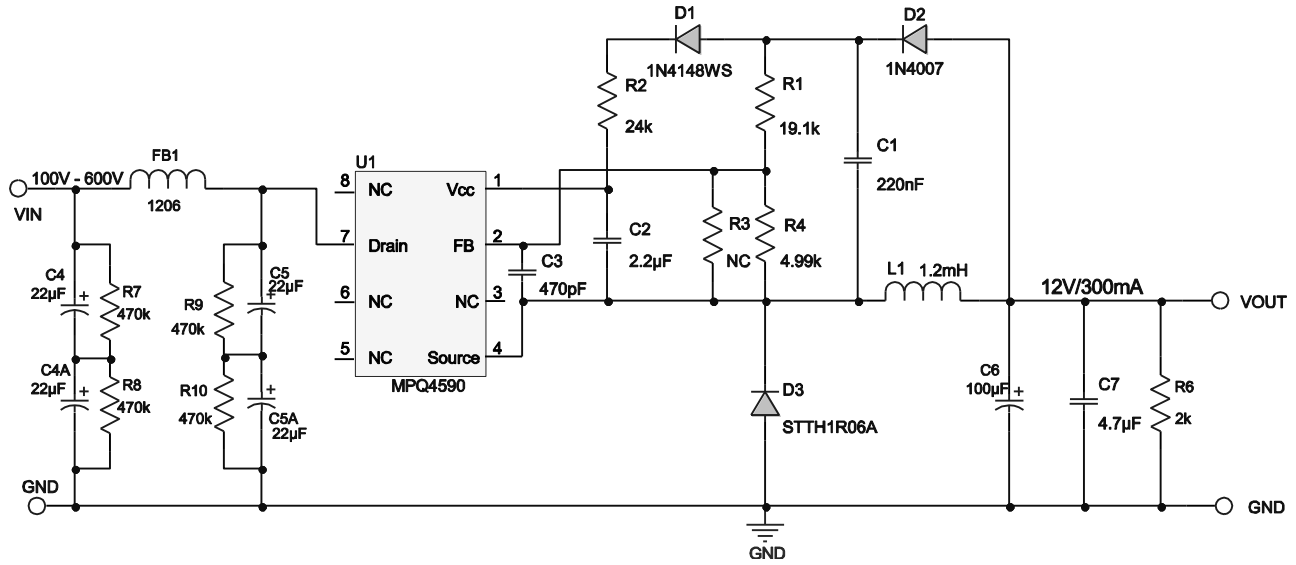 D1
1N4148WS
D2
1N4007
R2
24k
R1
19.1k
C1
220nF
FB1
1206
100V - 600V
VIN
U1
8 NC
Vcc 1
7 Drain
FB 2
6 NC
NC 3
5 NC
Source 4
MPQ4590
C2
2.2µF
C3
470pF
R3
NC
R4
4.99k
L1 1.2mH
12V/300mA
VOUT
C4
22µF
R7
470k
C4A
22µF
R8
470k
R9
470k
C5
22µF
R10
470k
C5A
22µF
D3
STTH1R06A
C6
100µF
C7
4.7µF
R6
2k
GND
GND
GND
+
+
+
+
+